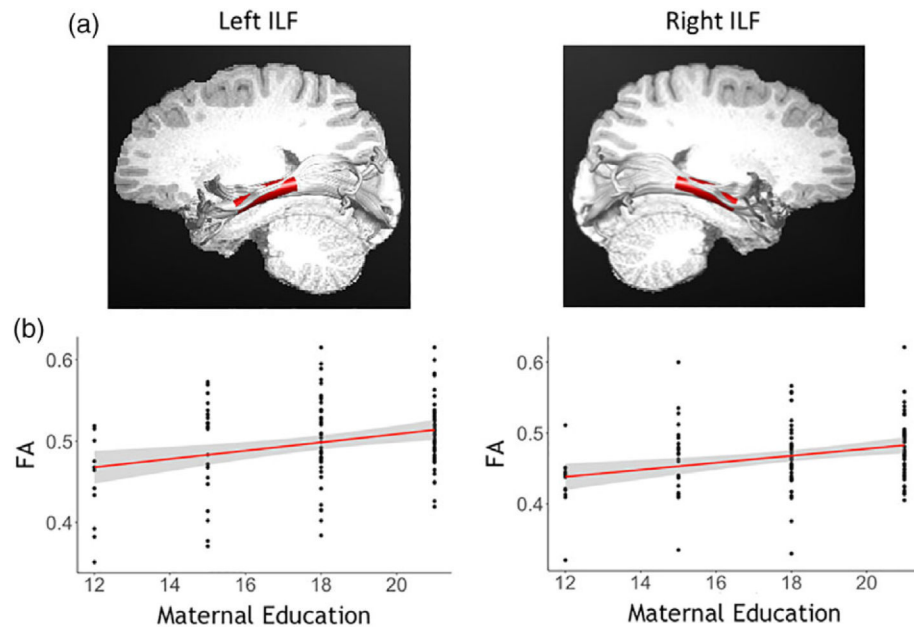 (a)
Left ILF
Right ILF
(b)
FA
0.6
0.5
0.4
12 14 16 18 20
Maternal Education
FA
0.6
0.5
0.4
12 14 16 18 20
Maternal Education